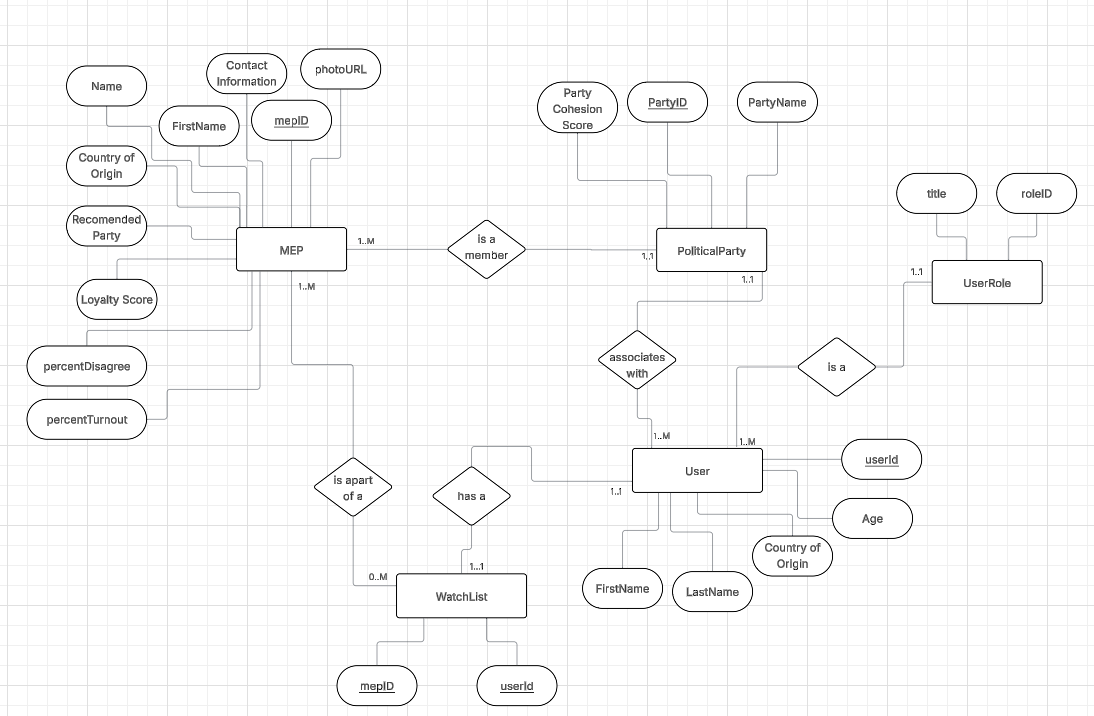 Contact
Information
photoURL
Name
FirstName
mepID
Country of
Origin
Recomended
Party
Loyalty Score
percentDisagree
percentTurnout
MEP
1..M
1..M
is a
member
Party
Cohesion
Score
PartyID
PartyName
PoliticalParty
1..1
1..1
title
roleID
UserRole
1..1
associates
with
is a
1..M
1..M
User
1..1
userId
Age
Country of
Origin
FirstName
LastName
is apart
of a
has a
0..M
1...1
WatchList
mepID
userId